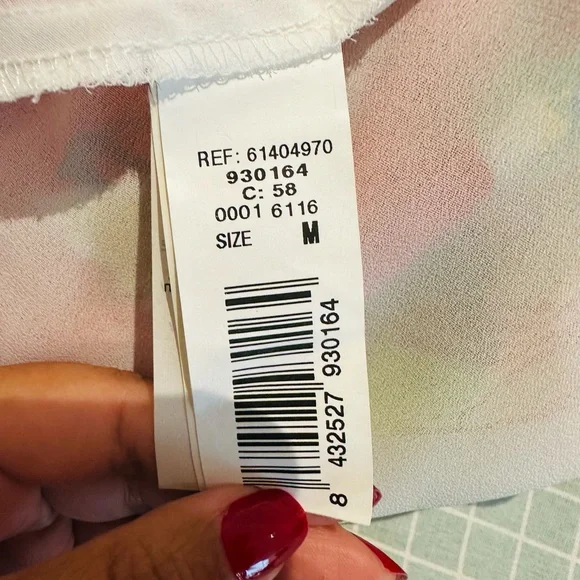 REF: 61404970
930164
C: 58
0001 6116
SIZE M
8 432527 930164
n